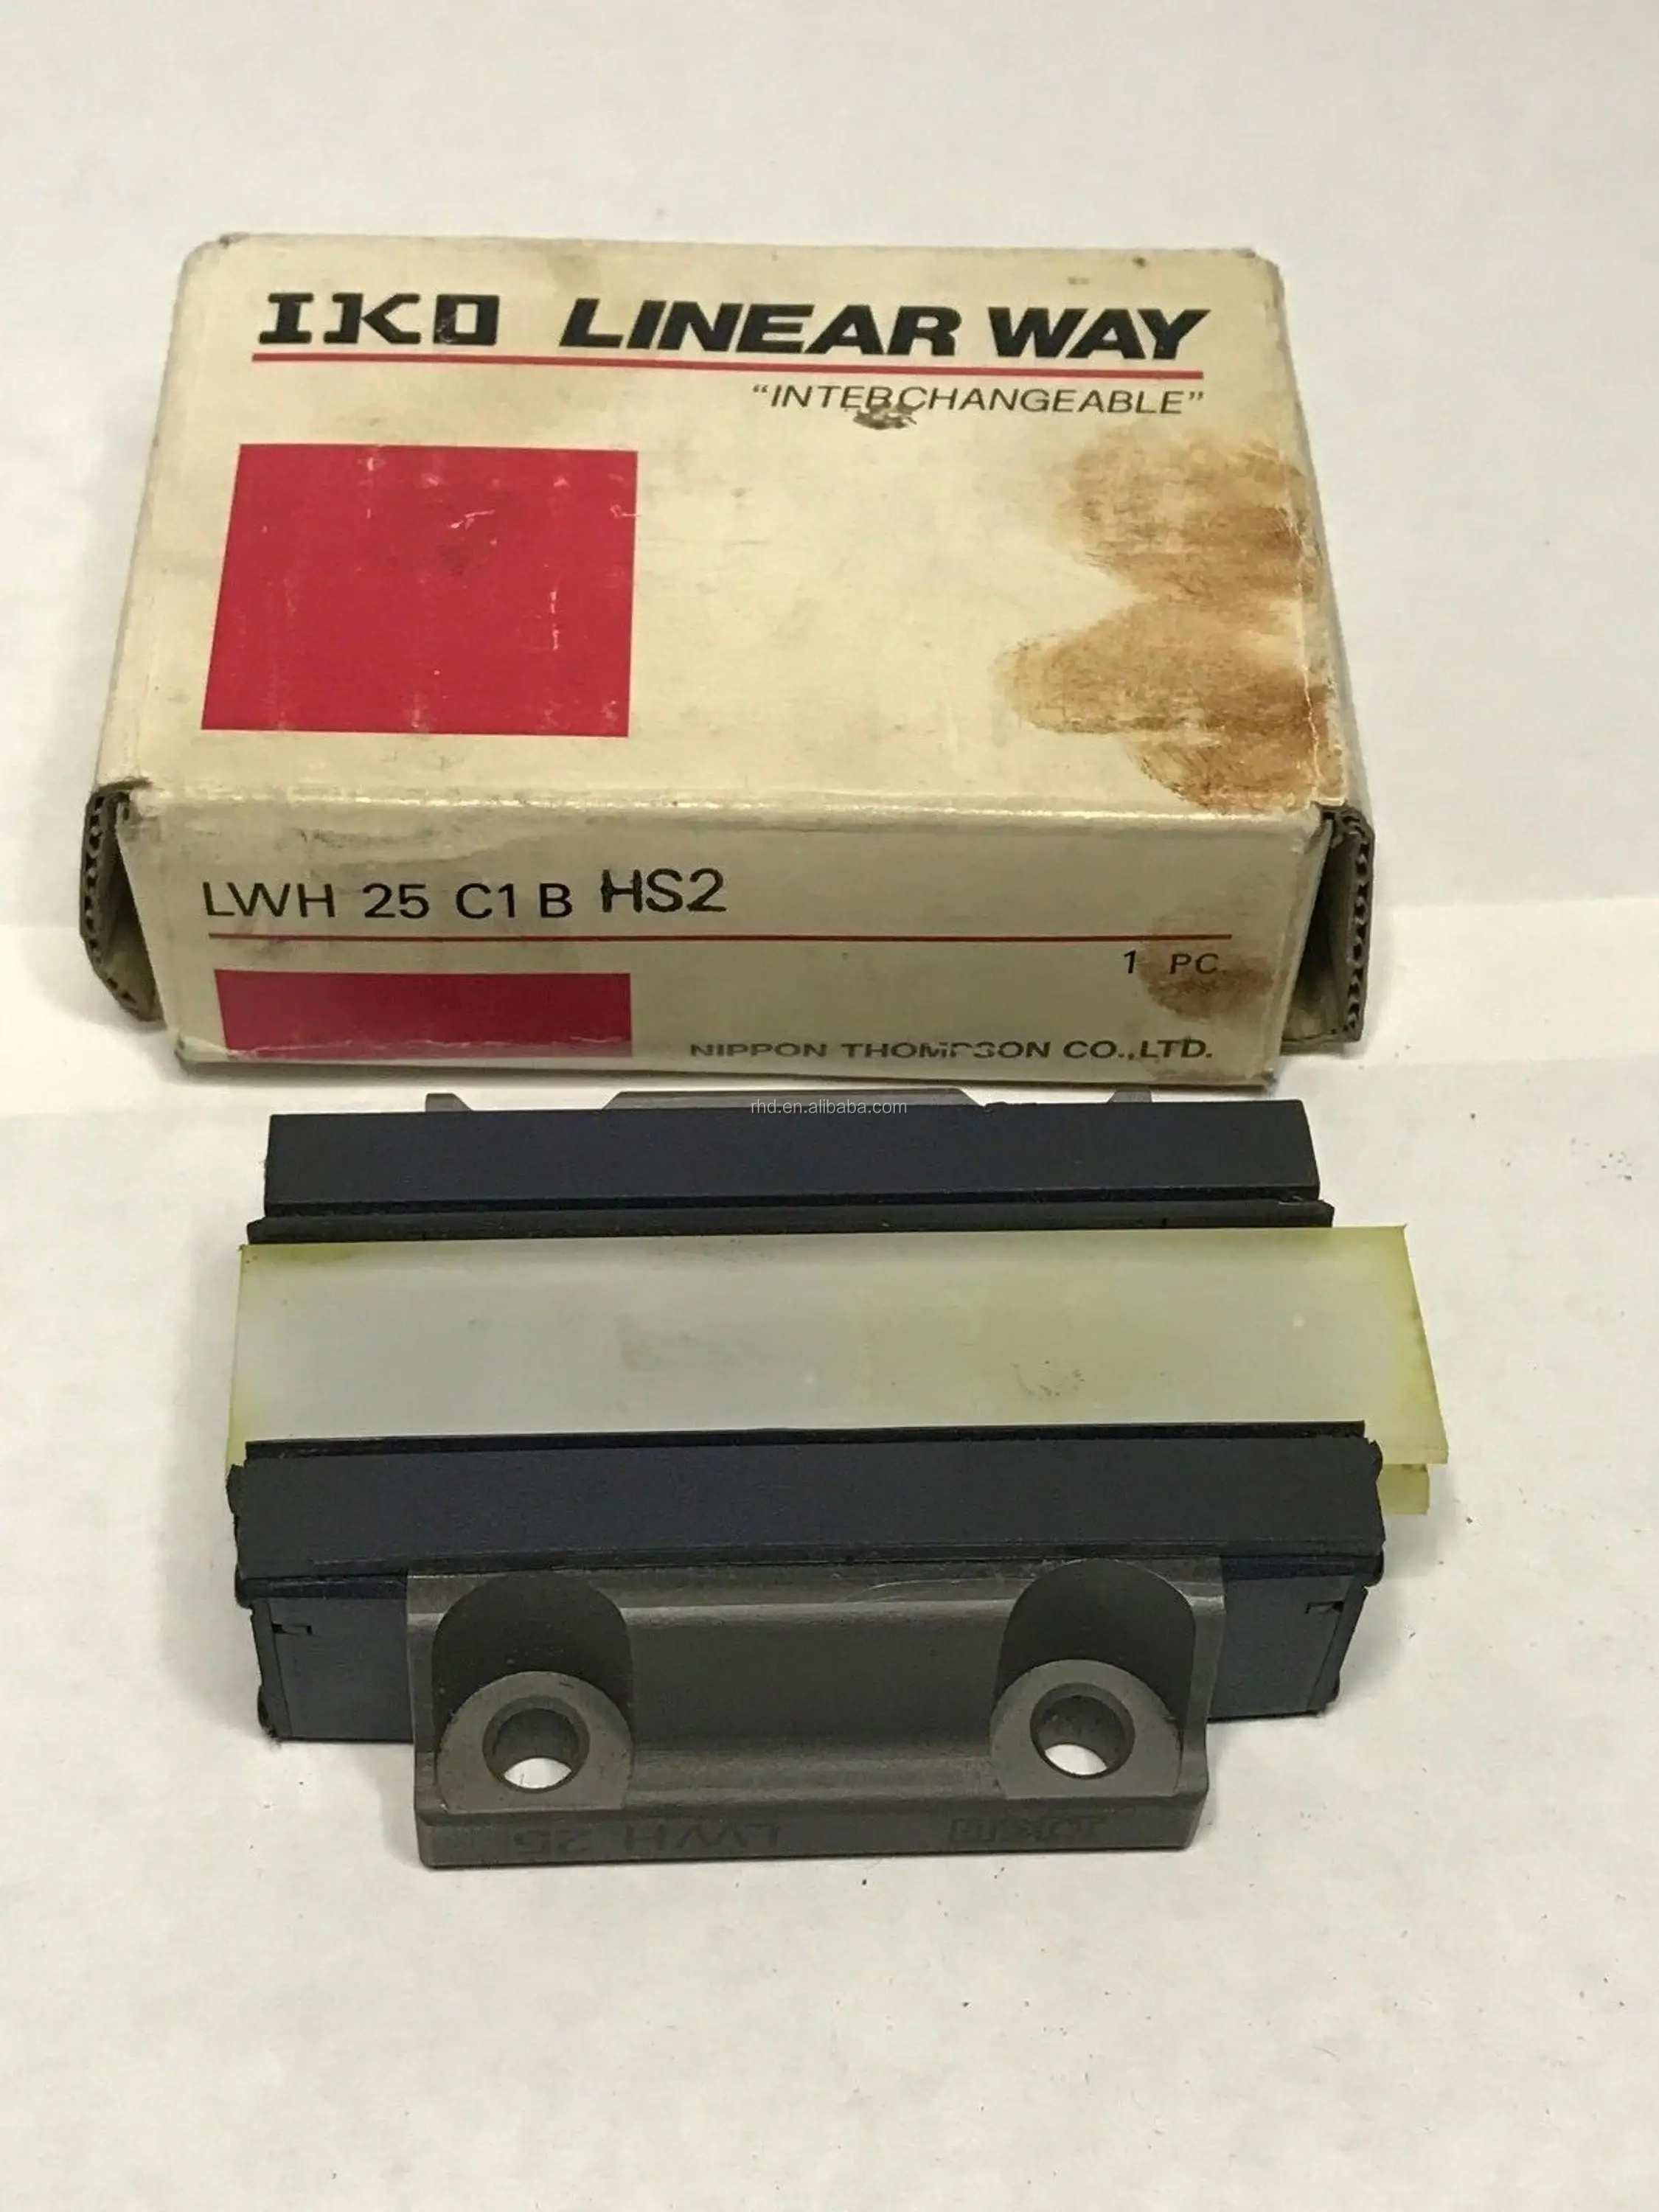 IKO LINEAR WAY
“INTERCHANGEABLE”
LWH 25 C1 B HS2
1 PC.
NIPPON THOMPSON CO.,LTD.
rhd.en.alibaba.com
LWH 25 IKO